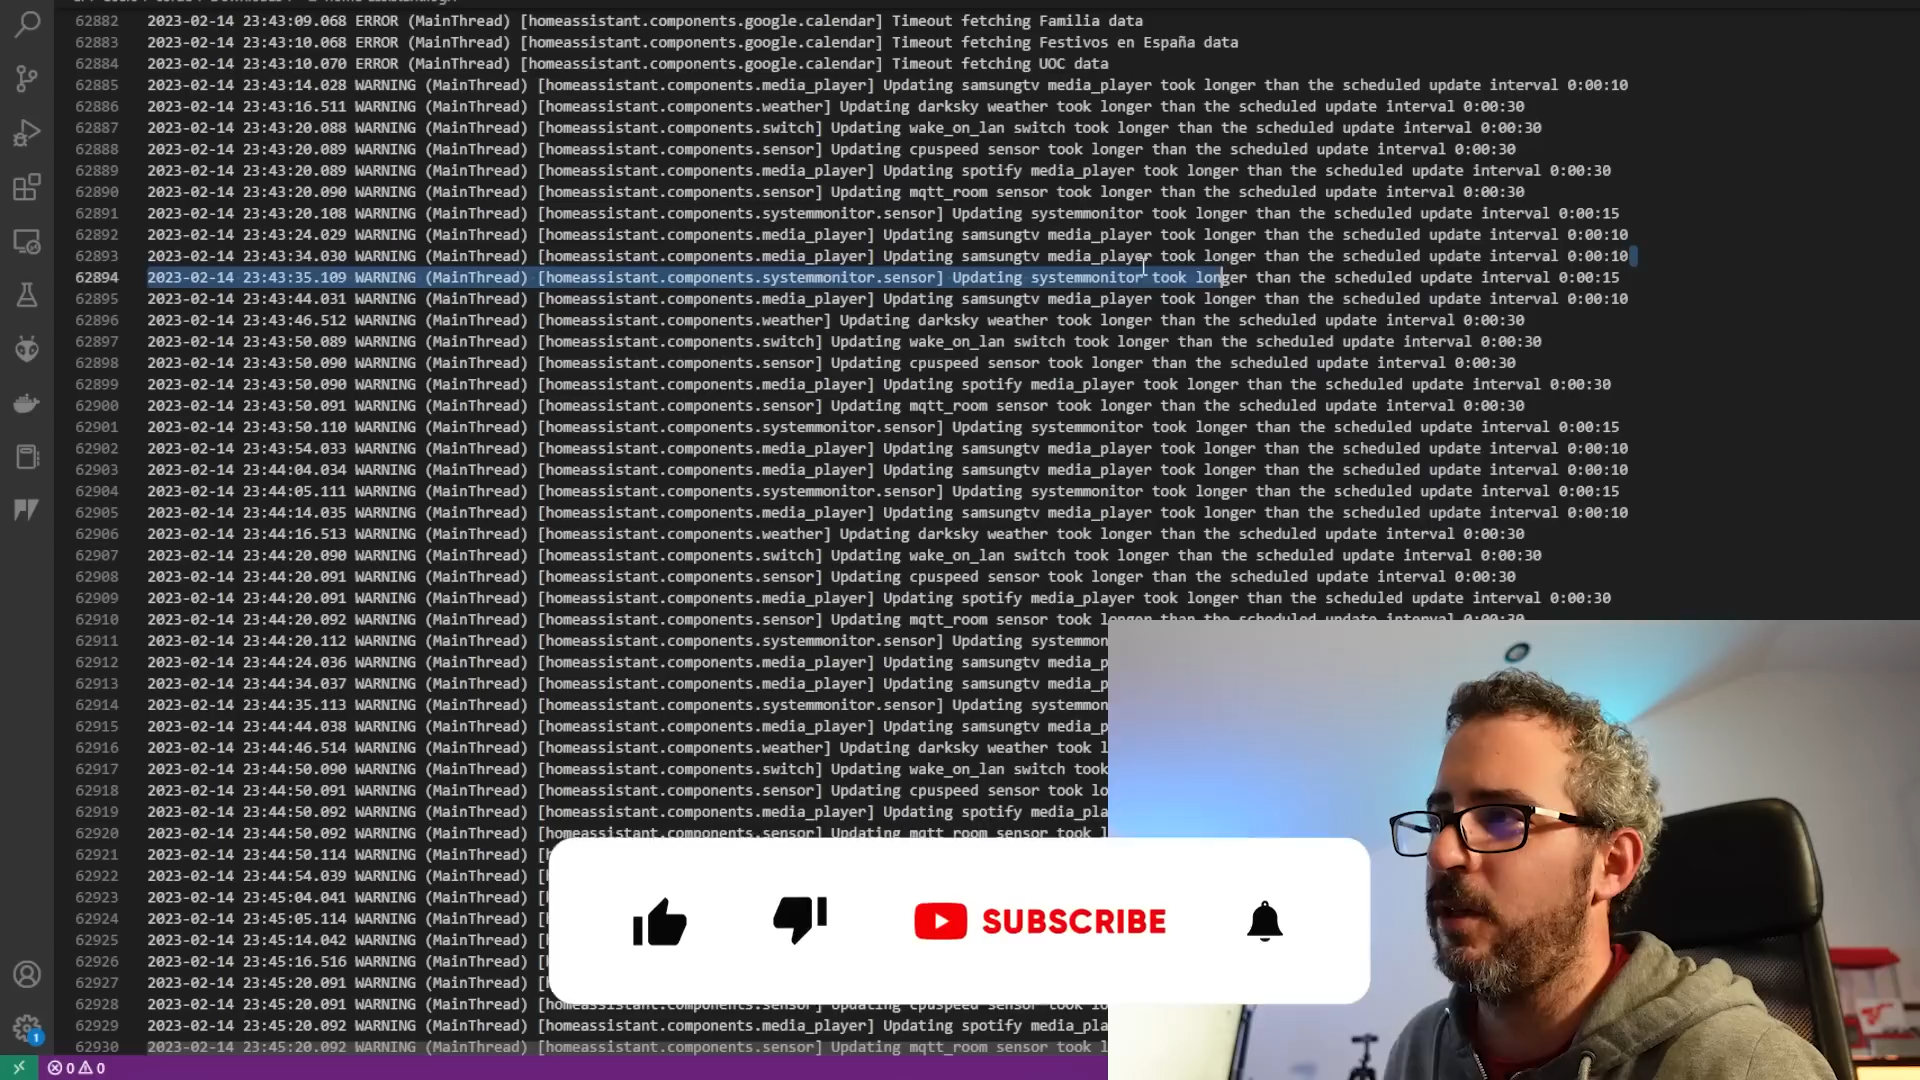 62882 2023-02-14 23:43:09.068 ERROR (MainThread) [homeassistant.components.google.calendar] Timeout fetching Familia data
62883 2023-02-14 23:43:10.068 ERROR (MainThread) [homeassistant.components.google.calendar] Timeout fetching Festivos en España data
62884 2023-02-14 23:43:10.070 ERROR (MainThread) [homeassistant.components.google.calendar] Timeout fetching UOC data
62885 2023-02-14 23:43:14.028 WARNING (MainThread) [homeassistant.components.media_player] Updating samsungtv media_player took longer than the scheduled update interval 0:00:10
62886 2023-02-14 23:43:16.511 WARNING (MainThread) [homeassistant.components.weather] Updating darksky weather took longer than the scheduled update interval 0:00:30
62887 2023-02-14 23:43:20.088 WARNING (MainThread) [homeassistant.components.switch] Updating wake_on_lan switch took longer than the scheduled update interval 0:00:30
62888 2023-02-14 23:43:20.089 WARNING (MainThread) [homeassistant.components.sensor] Updating cpuspeed sensor took longer than the scheduled update interval 0:00:30
62889 2023-02-14 23:43:20.089 WARNING (MainThread) [homeassistant.components.media_player] Updating spotify media_player took longer than the scheduled update interval 0:00:30
62890 2023-02-14 23:43:20.090 WARNING (MainThread) [homeassistant.components.sensor] Updating mqtt_room sensor took longer than the scheduled update interval 0:00:30
62891 2023-02-14 23:43:20.108 WARNING (MainThread) [homeassistant.components.systemmonitor.sensor] Updating systemmonitor took longer than the scheduled update interval 0:00:15
62892 2023-02-14 23:43:24.029 WARNING (MainThread) [homeassistant.components.media_player] Updating samsungtv media_player took longer than the scheduled update interval 0:00:10
62893 2023-02-14 23:43:34.030 WARNING (MainThread) [homeassistant.components.media_player] Updating samsungtv media_player took longer than the scheduled update interval 0:00:10
62894 2023-02-14 23:43:35.109 WARNING (MainThread) [homeassistant.components.systemmonitor.sensor] Updating systemmonitor took longer than the scheduled update interval 0:00:15
62895 2023-02-14 23:43:44.031 WARNING (MainThread) [homeassistant.components.media_player] Updating samsungtv media_player took longer than the scheduled update interval 0:00:10
62896 2023-02-14 23:43:46.512 WARNING (MainThread) [homeassistant.components.weather] Updating darksky weather took longer than the scheduled update interval 0:00:30
62897 2023-02-14 23:43:50.089 WARNING (MainThread) [homeassistant.components.switch] Updating wake_on_lan switch took longer than the scheduled update interval 0:00:30
62898 2023-02-14 23:43:50.090 WARNING (MainThread) [homeassistant.components.sensor] Updating cpuspeed sensor took longer than the scheduled update interval 0:00:30
62899 2023-02-14 23:43:50.090 WARNING (MainThread) [homeassistant.components.media_player] Updating spotify media_player took longer than the scheduled update interval 0:00:30
62900 2023-02-14 23:43:50.091 WARNING (MainThread) [homeassistant.components.sensor] Updating mqtt_room sensor took longer than the scheduled update interval 0:00:30
62901 2023-02-14 23:43:50.110 WARNING (MainThread) [homeassistant.components.systemmonitor.sensor] Updating systemmonitor took longer than the scheduled update interval 0:00:15
62902 2023-02-14 23:43:54.033 WARNING (MainThread) [homeassistant.components.media_player] Updating samsungtv media_player took longer than the scheduled update interval 0:00:10
62903 2023-02-14 23:44:04.034 WARNING (MainThread) [homeassistant.components.media_player] Updating samsungtv media_player took longer than the scheduled update interval 0:00:10
62904 2023-02-14 23:44:05.111 WARNING (MainThread) [homeassistant.components.systemmonitor.sensor] Updating systemmonitor took longer than the scheduled update interval 0:00:15
62905 2023-02-14 23:44:14.035 WARNING (MainThread) [homeassistant.components.media_player] Updating samsungtv media_player took longer than the scheduled update interval 0:00:10
62906 2023-02-14 23:44:16.513 WARNING (MainThread) [homeassistant.components.weather] Updating darksky weather took longer than the scheduled update interval 0:00:30
62907 2023-02-14 23:44:20.090 WARNING (MainThread) [homeassistant.components.switch] Updating wake_on_lan switch took longer than the scheduled update interval 0:00:30
62908 2023-02-14 23:44:20.091 WARNING (MainThread) [homeassistant.components.sensor] Updating cpuspeed sensor took longer than the scheduled update interval 0:00:30
62909 2023-02-14 23:44:20.091 WARNING (MainThread) [homeassistant.components.media_player] Updating spotify media_player took longer than the scheduled update interval 0:00:30
62910 2023-02-14 23:44:20.092 WARNING (MainThread) [homeassistant.components.sensor] Updating mqtt_room sensor took longer than the scheduled update interval 0:00:30
62911 2023-02-14 23:44:20.112 WARNING (MainThread) [homeassistant.components.systemmonitor.sensor] Updating systemmon
62912 2023-02-14 23:44:24.036 WARNING (MainThread) [homeassistant.components.media_player] Updating samsungtv media_p
62913 2023-02-14 23:44:34.037 WARNING (MainThread) [homeassistant.components.media_player] Updating samsungtv media_p
62914 2023-02-14 23:44:35.113 WARNING (MainThread) [homeassistant.components.systemmonitor.sensor] Updating systemmon
62915 2023-02-14 23:44:44.038 WARNING (MainThread) [homeassistant.components.media_player] Updating samsungtv media_p
62916 2023-02-14 23:44:46.514 WARNING (MainThread) [homeassistant.components.weather] Updating darksky weather took l
62917 2023-02-14 23:44:50.090 WARNING (MainThread) [homeassistant.components.switch] Updating wake_on_lan switch took
62918 2023-02-14 23:44:50.091 WARNING (MainThread) [homeassistant.components.sensor] Updating cpuspeed sensor took lo
62919 2023-02-14 23:44:50.092 WARNING (MainThread) [homeassistant.components.media_player] Updating spotify media_pla
62920 2023-02-14 23:44:50.092 WARNING (MainThread) [homeassistant.components.sensor] Updating mqtt_room sensor took l
62921 2023-02-14 23:44:50.114 WARNING (MainThread) [h
62922 2023-02-14 23:44:54.039 WARNING (MainThread) [h
62923 2023-02-14 23:45:04.041 WARNING (MainThread) [h
62924 2023-02-14 23:45:05.114 WARNING (MainThread) [h
62925 2023-02-14 23:45:14.042 WARNING (MainThread) [h
62926 2023-02-14 23:45:16.516 WARNING (MainThread) [h
62927 2023-02-14 23:45:20.091 WARNING (MainThread) [h
62928 2023-02-14 23:45:20.091 WARNING (MainThread) [homeassistant.components.sensor] Updating cpuspeed sensor took lo
62929 2023-02-14 23:45:20.092 WARNING (MainThread) [homeassistant.components.media_player] Updating spotify media_pla
62930 2023-02-14 23:45:20.092 WARNING (MainThread) [homeassistant.components.sensor] Updating mqtt_room sensor took l
SUBSCRIBE
1
0 0